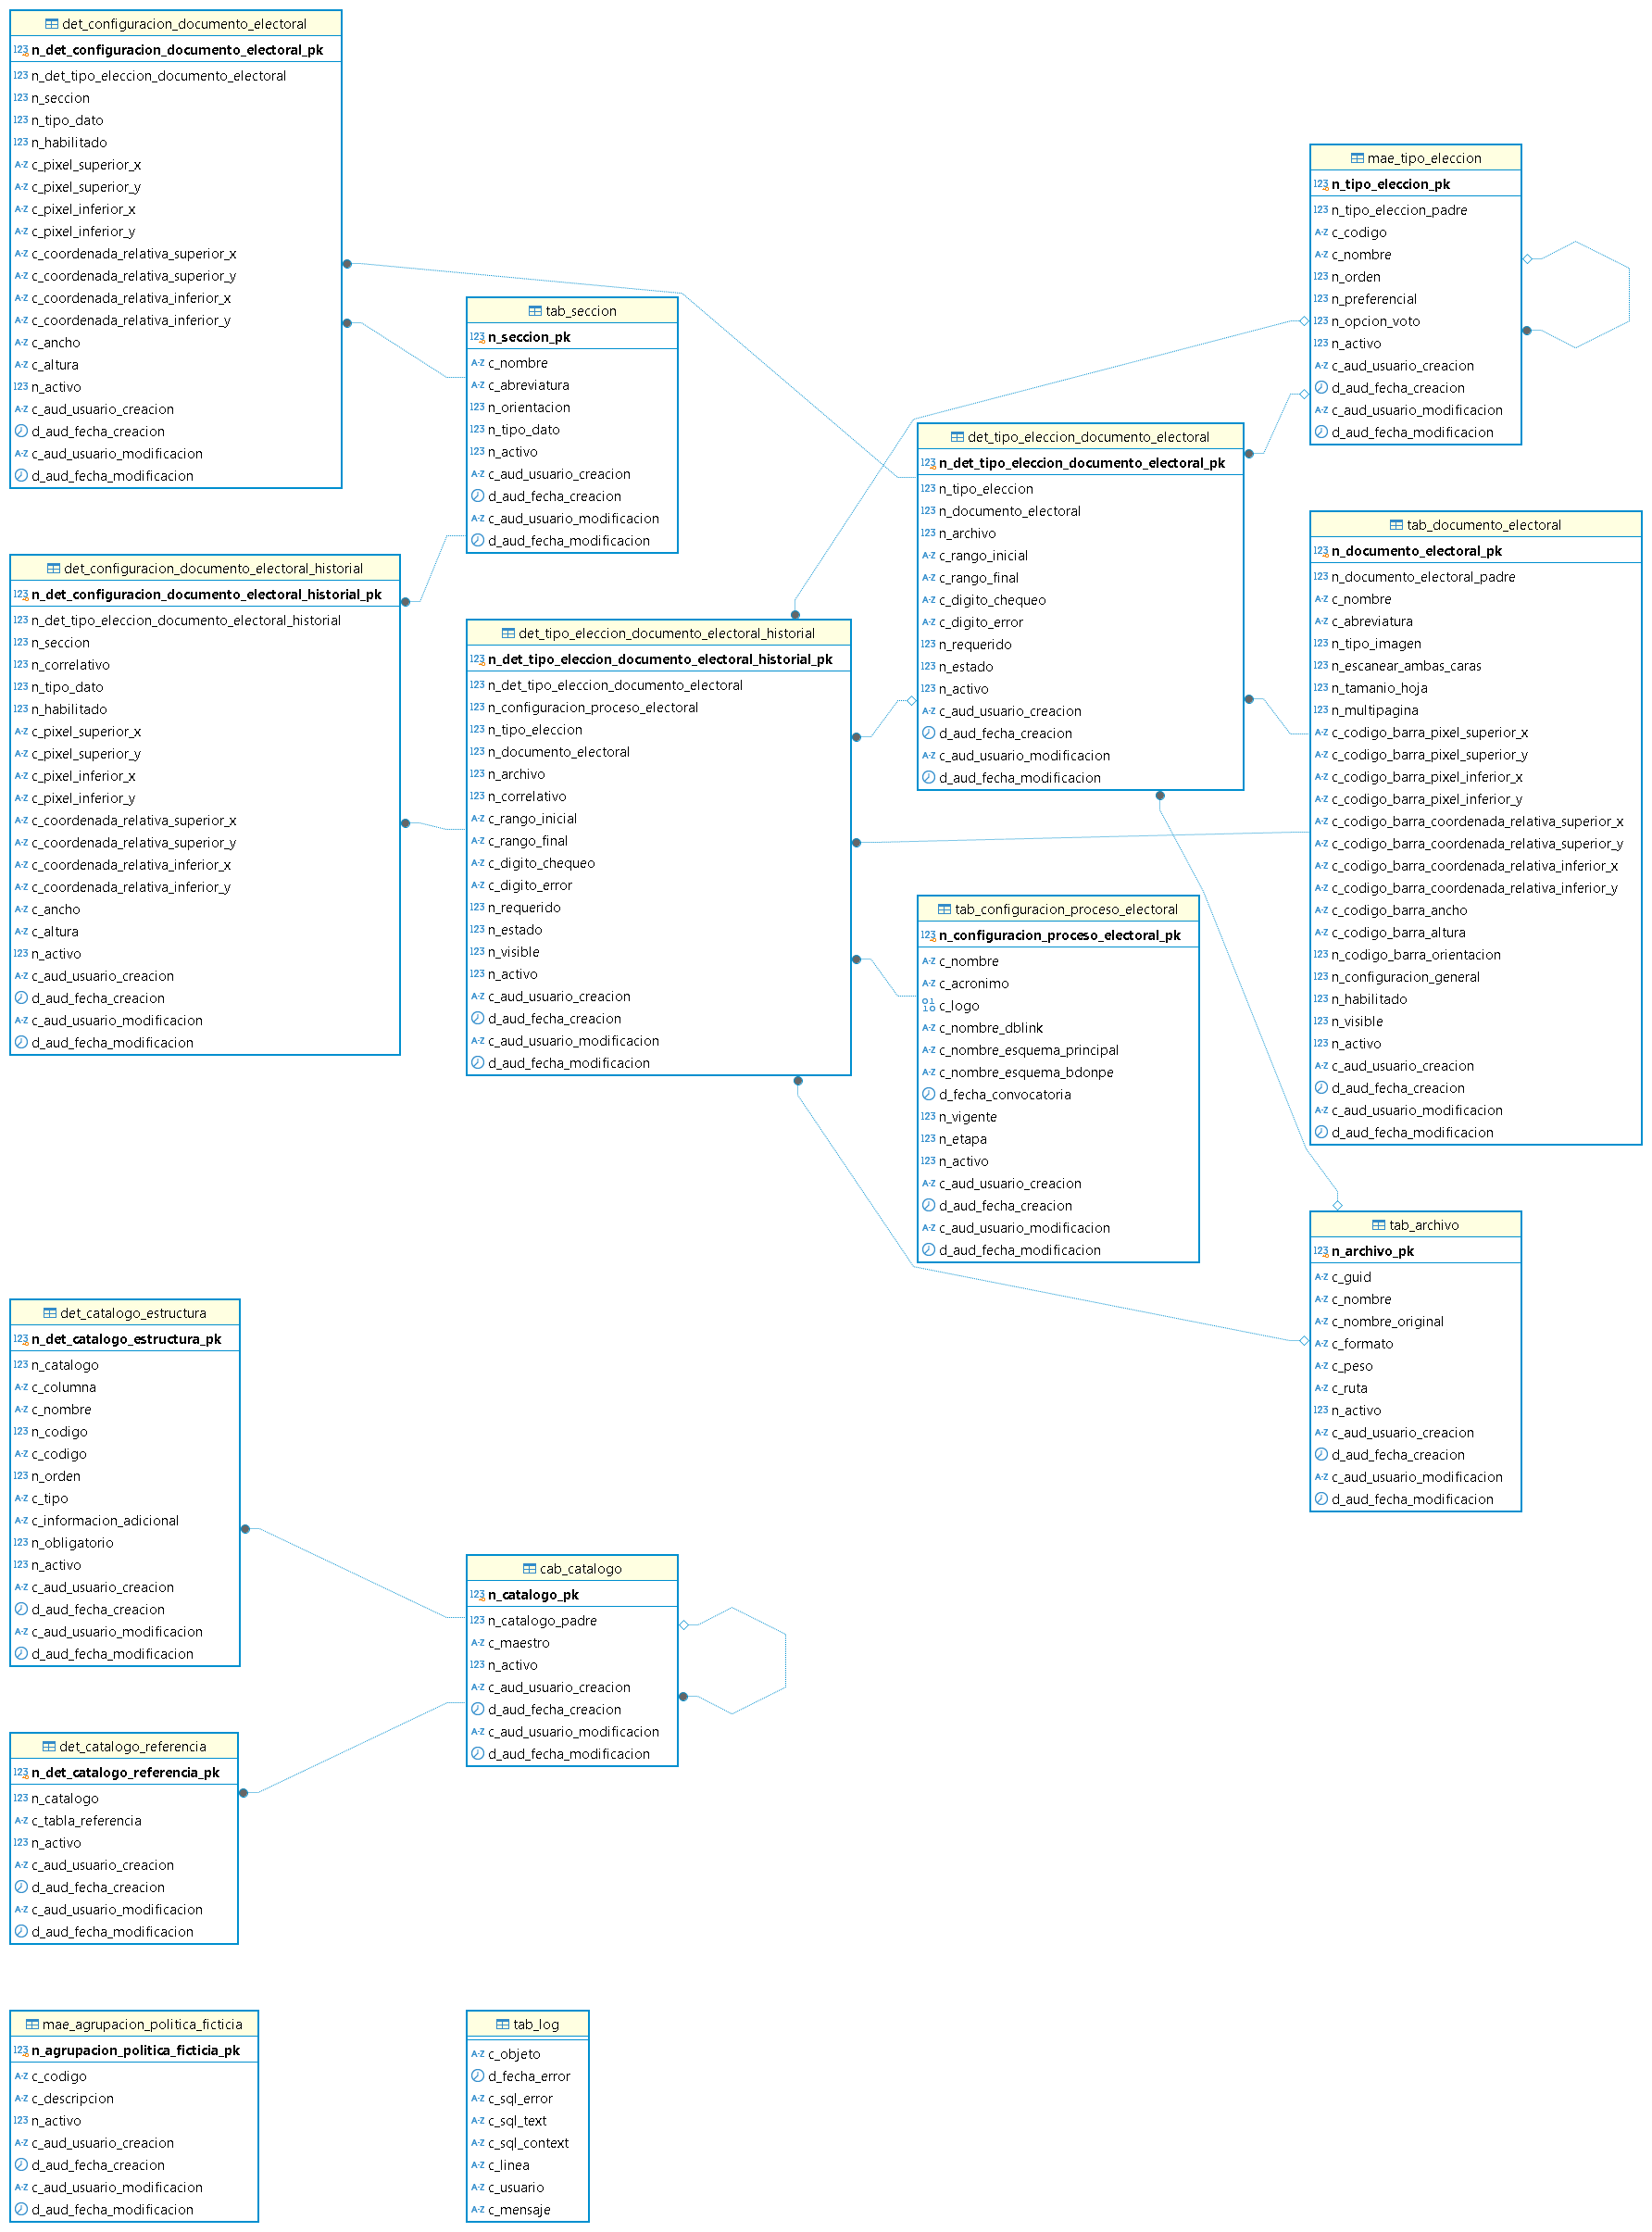 det_configuracion_documento_electoral
n_det_configuracion_documento_electoral_pk
n_det_tipo_eleccion_documento_electoral
n_seccion
n_tipo_dato
n_habilitado
c_pixel_superior_x
c_pixel_superior_y
c_pixel_inferior_x
c_pixel_inferior_y
c_coordenada_relativa_superior_x
c_coordenada_relativa_superior_y
c_coordenada_relativa_inferior_x
c_coordenada_relativa_inferior_y
c_ancho
c_altura
n_activo
c_aud_usuario_creacion
d_aud_fecha_creacion
c_aud_usuario_modificacion
d_aud_fecha_modificacion
mae_tipo_eleccion
n_tipo_eleccion_pk
n_tipo_eleccion_padre
c_codigo
c_nombre
n_orden
n_preferencial
n_opcion_voto
n_activo
c_aud_usuario_creacion
d_aud_fecha_creacion
c_aud_usuario_modificacion
d_aud_fecha_modificacion
tab_seccion
n_seccion_pk
c_nombre
c_abreviatura
n_orientacion
n_tipo_dato
n_activo
c_aud_usuario_creacion
d_aud_fecha_creacion
c_aud_usuario_modificacion
d_aud_fecha_modificacion
det_tipo_eleccion_documento_electoral
n_det_tipo_eleccion_documento_electoral_pk
n_tipo_eleccion
n_documento_electoral
n_archivo
c_rango_inicial
c_rango_final
c_digito_chequeo
c_digito_error
n_requerido
n_estado
n_activo
c_aud_usuario_creacion
d_aud_fecha_creacion
c_aud_usuario_modificacion
d_aud_fecha_modificacion
tab_documento_electoral
n_documento_electoral_pk
n_documento_electoral_padre
c_nombre
c_abreviatura
n_tipo_imagen
n_escanear_ambas_caras
n_tamanio_hoja
n_multipagina
c_codigo_barra_pixel_superior_x
c_codigo_barra_pixel_superior_y
c_codigo_barra_pixel_inferior_x
c_codigo_barra_pixel_inferior_y
c_codigo_barra_coordenada_relativa_superior_x
c_codigo_barra_coordenada_relativa_superior_y
c_codigo_barra_coordenada_relativa_inferior_x
c_codigo_barra_coordenada_relativa_inferior_y
c_codigo_barra_ancho
c_codigo_barra_altura
n_codigo_barra_orientacion
n_configuracion_general
n_habilitado
n_visible
n_activo
c_aud_usuario_creacion
d_aud_fecha_creacion
c_aud_usuario_modificacion
d_aud_fecha_modificacion
det_configuracion_documento_electoral_historial
n_det_configuracion_documento_electoral_historial_pk
n_det_tipo_eleccion_documento_electoral_historial
n_seccion
n_correlativo
n_tipo_dato
n_habilitado
c_pixel_superior_x
c_pixel_superior_y
c_pixel_inferior_x
c_pixel_inferior_y
c_coordenada_relativa_superior_x
c_coordenada_relativa_superior_y
c_coordenada_relativa_inferior_x
c_coordenada_relativa_inferior_y
c_ancho
c_altura
n_activo
c_aud_usuario_creacion
d_aud_fecha_creacion
c_aud_usuario_modificacion
d_aud_fecha_modificacion
det_tipo_eleccion_documento_electoral_historial
n_det_tipo_eleccion_documento_electoral_historial_pk
n_det_tipo_eleccion_documento_electoral
n_configuracion_proceso_electoral
n_tipo_eleccion
n_documento_electoral
n_archivo
n_correlativo
c_rango_inicial
c_rango_final
c_digito_chequeo
c_digito_error
n_requerido
n_estado
n_visible
n_activo
c_aud_usuario_creacion
d_aud_fecha_creacion
c_aud_usuario_modificacion
d_aud_fecha_modificacion
tab_configuracion_proceso_electoral
n_configuracion_proceso_electoral_pk
c_nombre
c_acronimo
c_logo
c_nombre_dblink
c_nombre_esquema_principal
c_nombre_esquema_bdonpe
d_fecha_convocatoria
n_vigente
n_etapa
n_activo
c_aud_usuario_creacion
d_aud_fecha_creacion
c_aud_usuario_modificacion
d_aud_fecha_modificacion
tab_archivo
n_archivo_pk
c_guid
c_nombre
c_nombre_original
c_formato
c_peso
c_ruta
n_activo
c_aud_usuario_creacion
d_aud_fecha_creacion
c_aud_usuario_modificacion
d_aud_fecha_modificacion
det_catalogo_estructura
n_det_catalogo_estructura_pk
n_catalogo
c_columna
c_nombre
n_codigo
c_codigo
n_orden
c_tipo
c_informacion_adicional
n_obligatorio
n_activo
c_aud_usuario_creacion
d_aud_fecha_creacion
c_aud_usuario_modificacion
d_aud_fecha_modificacion
cab_catalogo
n_catalogo_pk
n_catalogo_padre
c_maestro
n_activo
c_aud_usuario_creacion
d_aud_fecha_creacion
c_aud_usuario_modificacion
d_aud_fecha_modificacion
det_catalogo_referencia
n_det_catalogo_referencia_pk
n_catalogo
c_tabla_referencia
n_activo
c_aud_usuario_creacion
d_aud_fecha_creacion
c_aud_usuario_modificacion
d_aud_fecha_modificacion
mae_agrupacion_politica_ficticia
n_agrupacion_politica_ficticia_pk
c_codigo
c_descripcion
n_activo
c_aud_usuario_creacion
d_aud_fecha_creacion
c_aud_usuario_modificacion
d_aud_fecha_modificacion
tab_log
c_objeto
d_fecha_error
c_sql_error
c_sql_text
c_sql_context
c_linea
c_usuario
c_mensaje